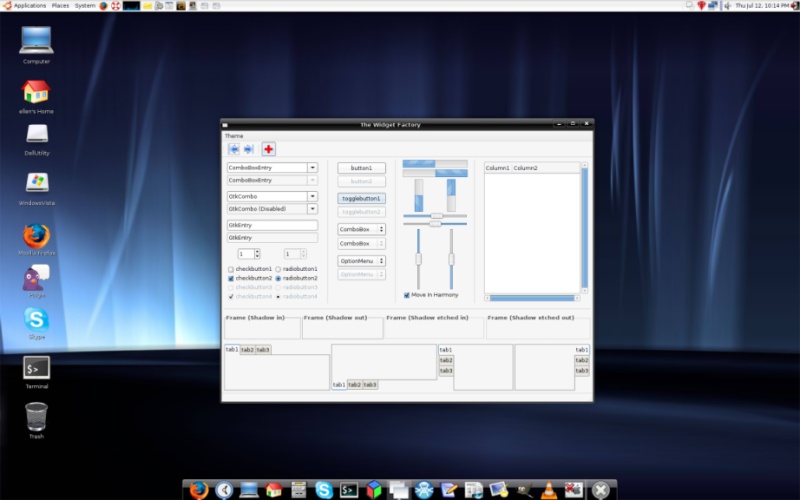 Applications Places System
Thu Jul 12, 10:14 PM
Computer
ellen's Home
DellUtility
WindowsVista
Mozilla Firefox
Pidgin
Skype
Terminal
Trash
The Widget Factory
Theme
ComboBoxEntry
ComboBoxEntry
GtkCombo
GtkCombo (Disabled)
GtkEntry
GtkEntry
1 1
checkbutton1 radiobutton1
checkbutton2 radiobutton2
checkbutton3 radiobutton3
checkbutton4 radiobutton4
button1
button2
togglebutton1
togglebutton2
ComboBox
ComboBox
OptionMenu
OptionMenu
Move In Harmony
Column1 Column2
Frame (Shadow in) Frame (Shadow out) Frame (Shadow etched in) Frame (Shadow etched out)
tab1 tab2 tab3
tab1 tab2 tab3
tab1
tab2
tab3
tab1
tab2
tab3